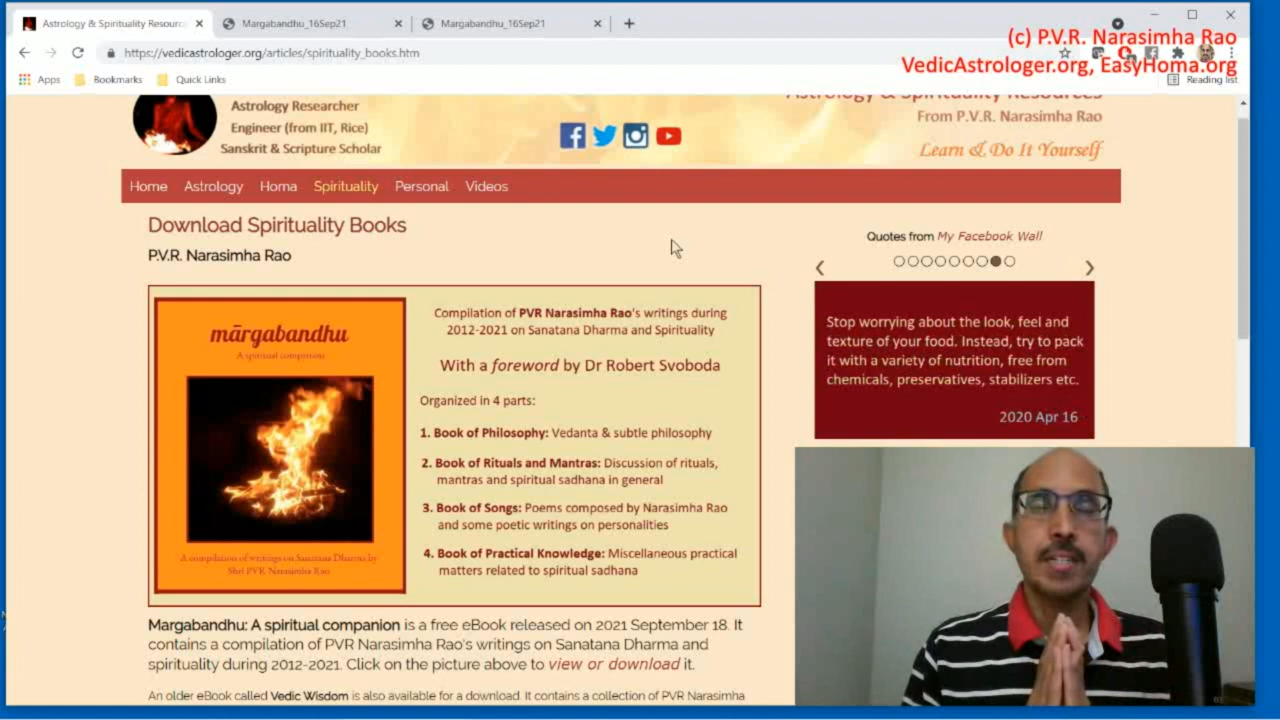 Astrology & Spirituality Resourc
Margabandhu_16Sep21
Margabandhu_16Sep21
(c) P.V.R. Narasimha Rao
https://vedicastrologer.org/articles/spirituality_books.htm
VedicAstrologer.org, EasyHoma.org
Apps
Bookmarks
Quick Links
Reading list
Astrology Researcher
Engineer (from IIT, Rice)
Sanskrit & Scripture Scholar
Astrology & Spirituality Resources
From P.V.R. Narasimha Rao
Learn & Do It Yourself
Home Astrology Homa Spirituality Personal Videos
Download Spirituality Books
P.V.R. Narasimha Rao
mārgabandhu
A spiritual companion
A compilation of writings on Sanatana Dharma by
Shri PVR Narasimha Rao
Compilation of PVR Narasimha Rao's writings during
2012-2021 on Sanatana Dharma and Spirituality
With a foreword by Dr Robert Svoboda
Organized in 4 parts:
1. Book of Philosophy: Vedanta & subtle philosophy
2. Book of Rituals and Mantras: Discussion of rituals,
mantras and spiritual sadhana in general
3. Book of Songs: Poems composed by Narasimha Rao
and some poetic writings on personalities
4. Book of Practical Knowledge: Miscellaneous practical
matters related to spiritual sadhana
Margabandhu: A spiritual companion is a free eBook released on 2021 September 18. It
contains a compilation of PVR Narasimha Rao's writings on Sanatana Dharma and
spirituality during 2012-2021. Click on the picture above to view or download it.
An older eBook called Vedic Wisdom is also available for a download. It contains a collection of PVR Narasimha
Quotes from My Facebook Wall
Stop worrying about the look, feel and
texture of your food. Instead, try to pack
it with a variety of nutrition, free from
chemicals, preservatives, stabilizers etc.
2020 Apr 16